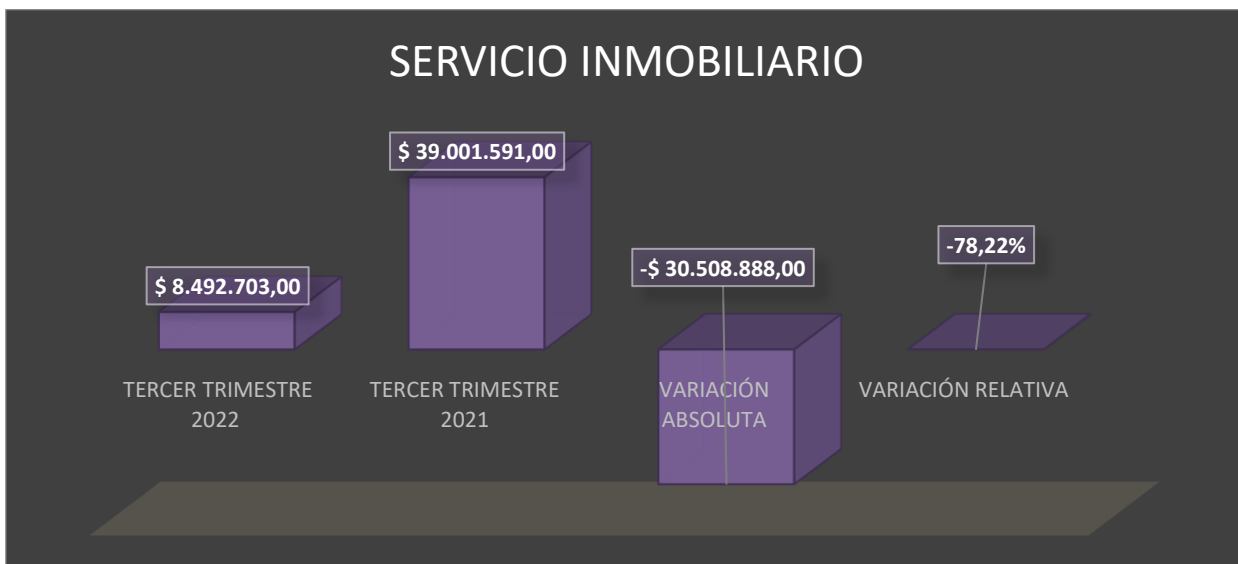 SERVICIO INMOBILIARIO
$ 8.492.703,00
$ 39.001.591,00
-$ 30.508.888,00
-78,22%
TERCER TRIMESTRE
2022
TERCER TRIMESTRE
2021
VARIACIÓN
ABSOLUTA
VARIACIÓN RELATIVA